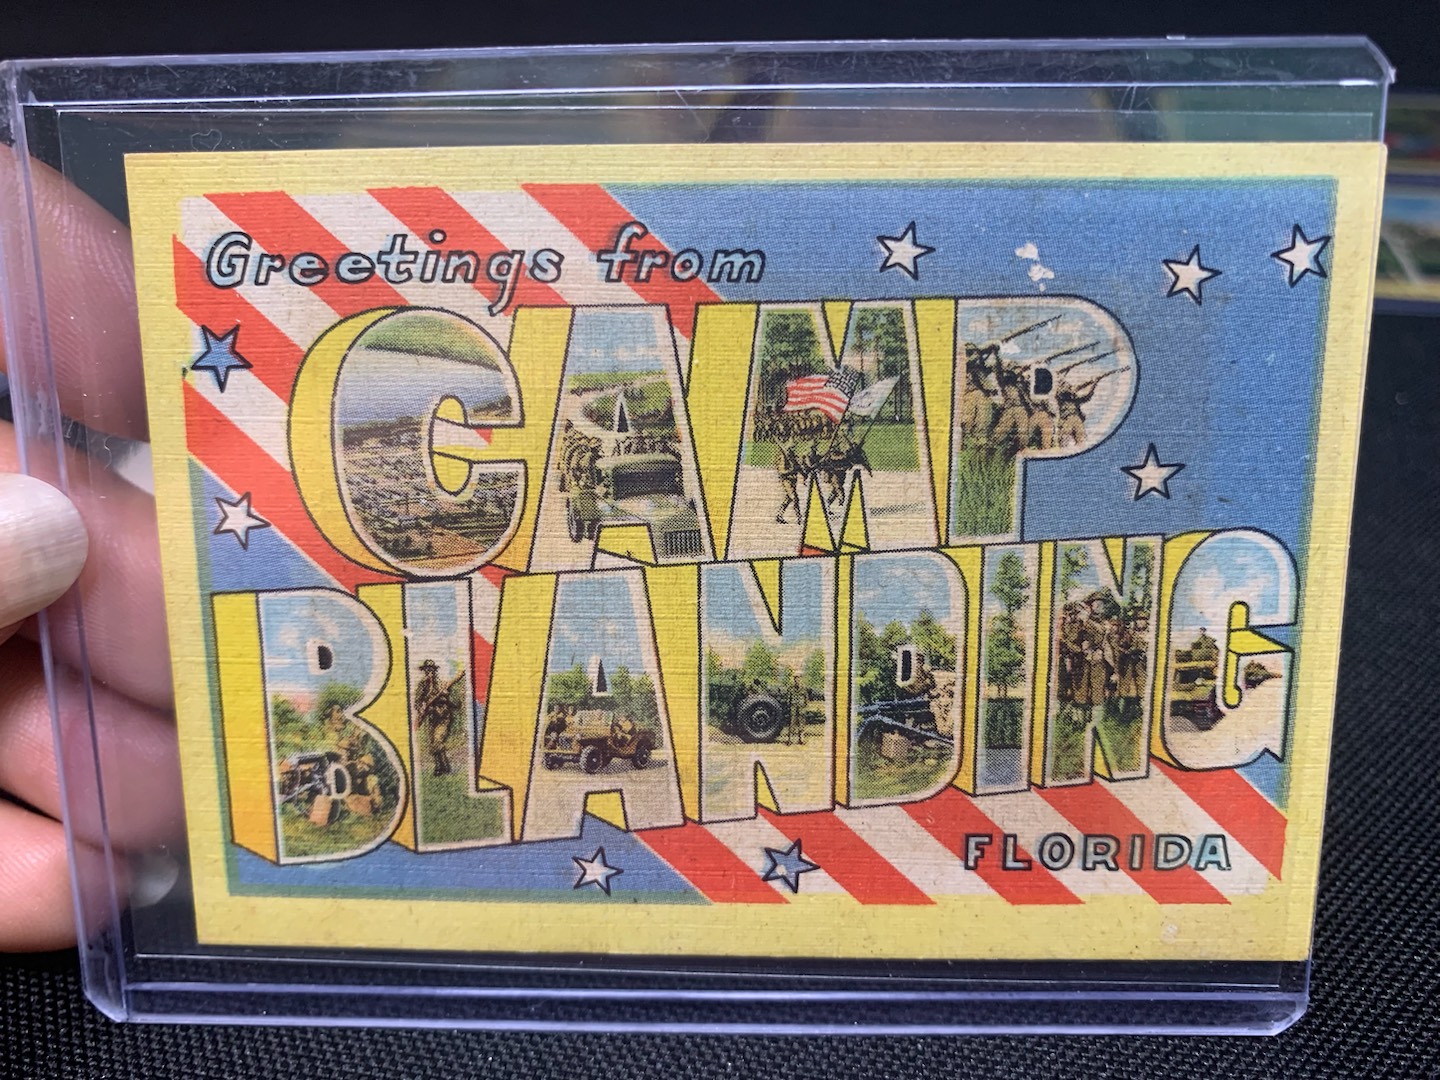 Greetings from
CAMP
BLANDING
FLORIDA